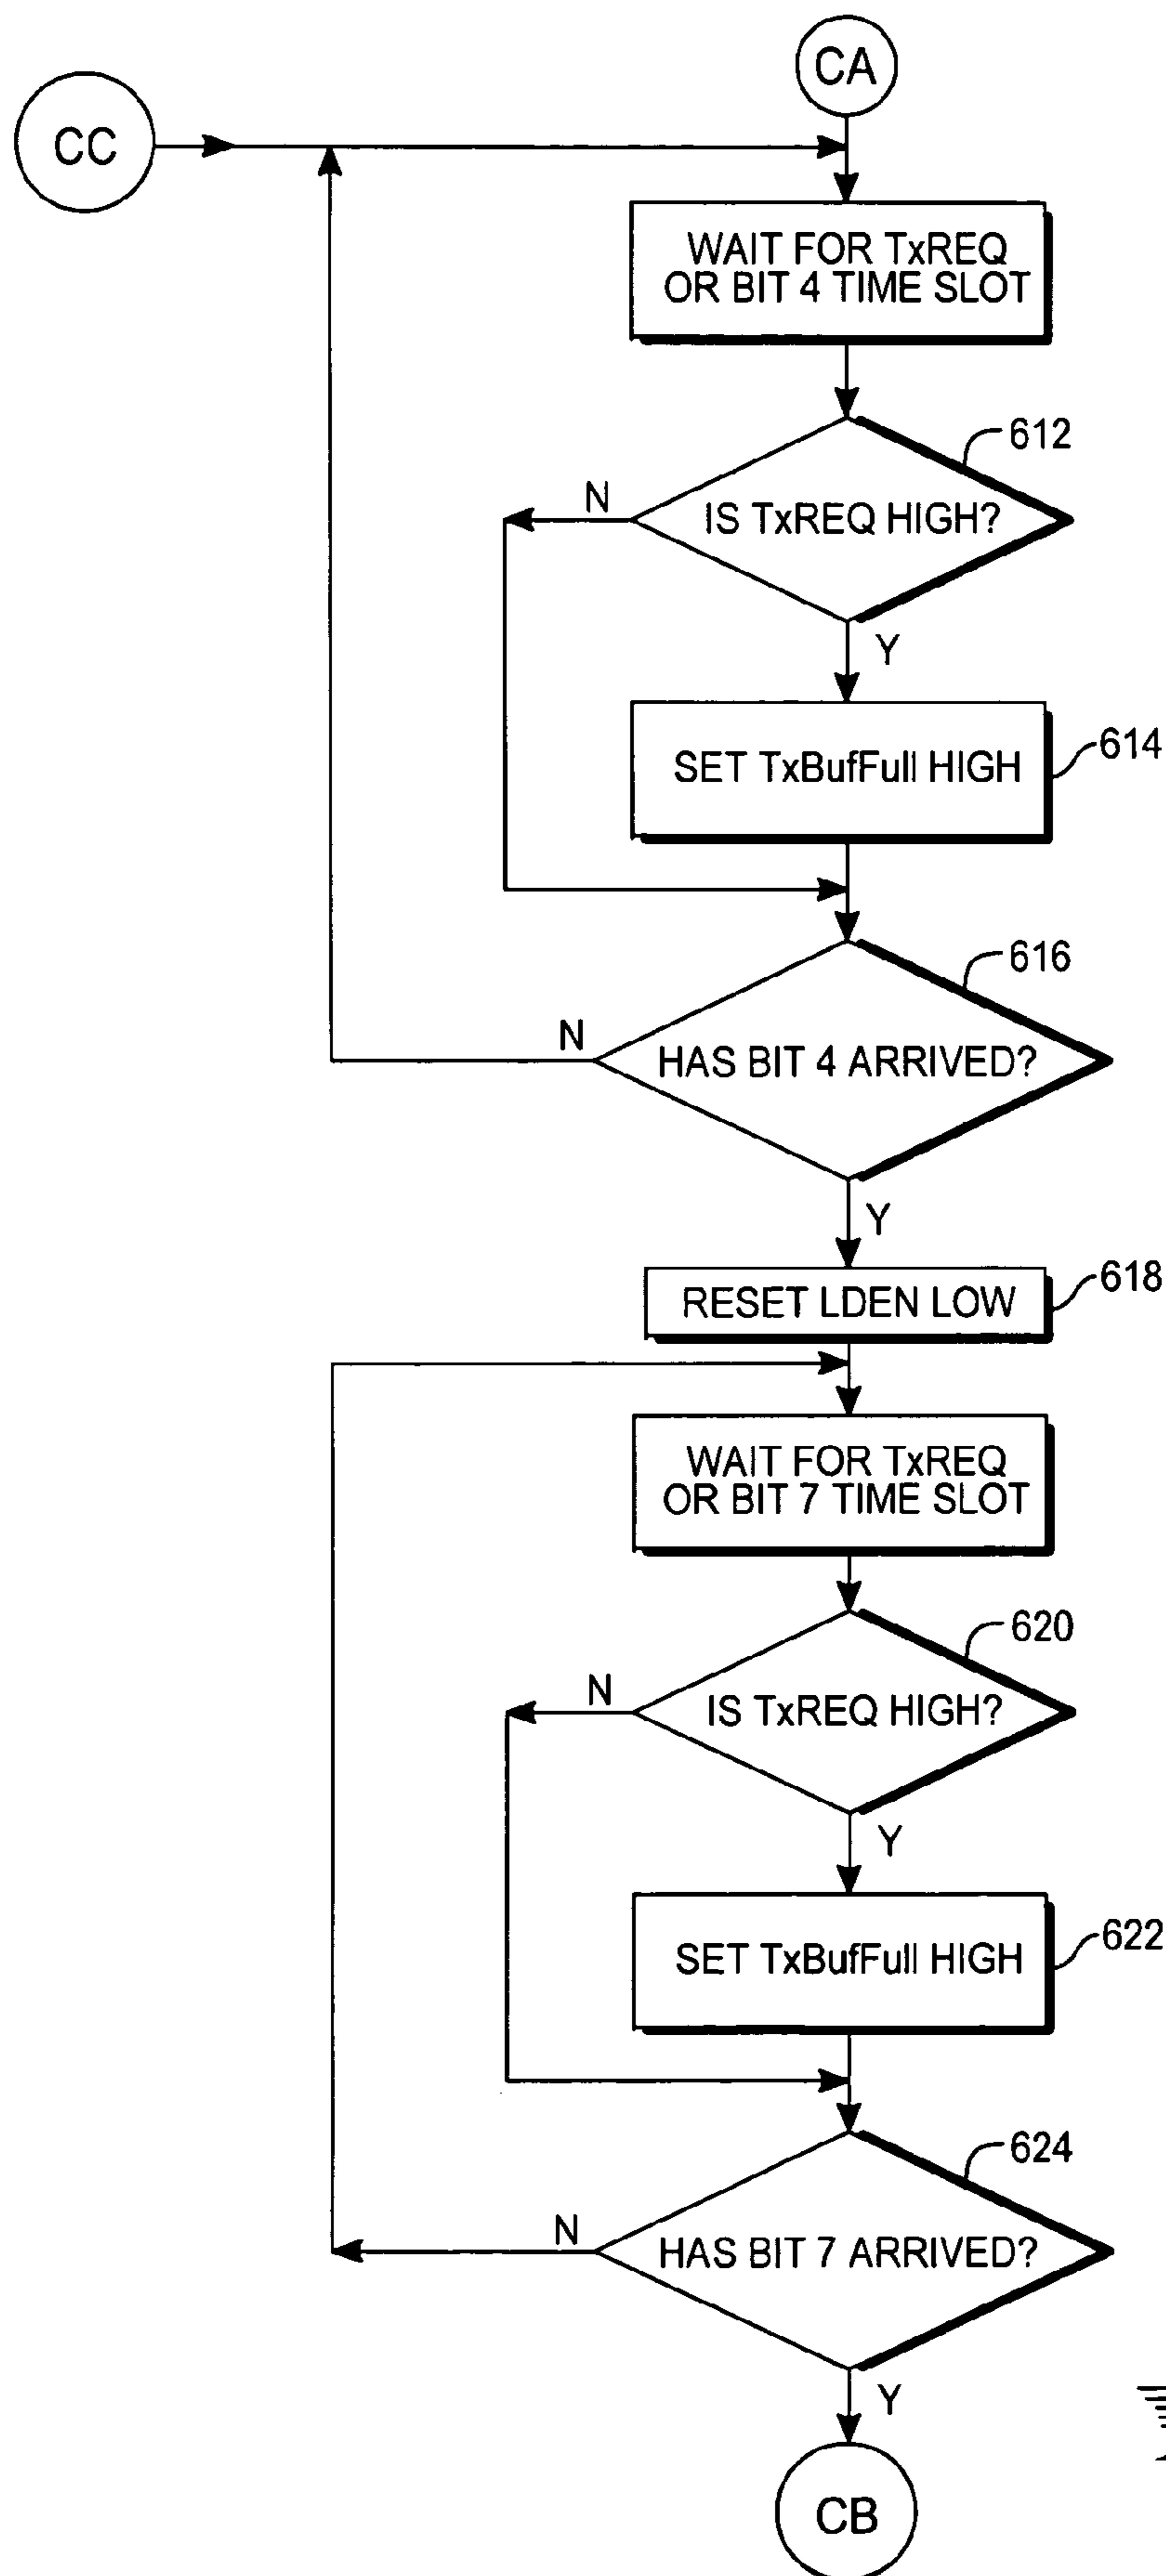 CA
CC
WAIT FOR TxREQ
OR BIT 4 TIME SLOT
612
IS TxREQ HIGH?
N
Y
SET TxBufFull HIGH
614
616
HAS BIT 4 ARRIVED?
N
Y
RESET LDEN LOW
618
WAIT FOR TxREQ
OR BIT 7 TIME SLOT
620
IS TxREQ HIGH?
N
Y
SET TxBufFull HIGH
622
624
HAS BIT 7 ARRIVED?
N
Y
CB